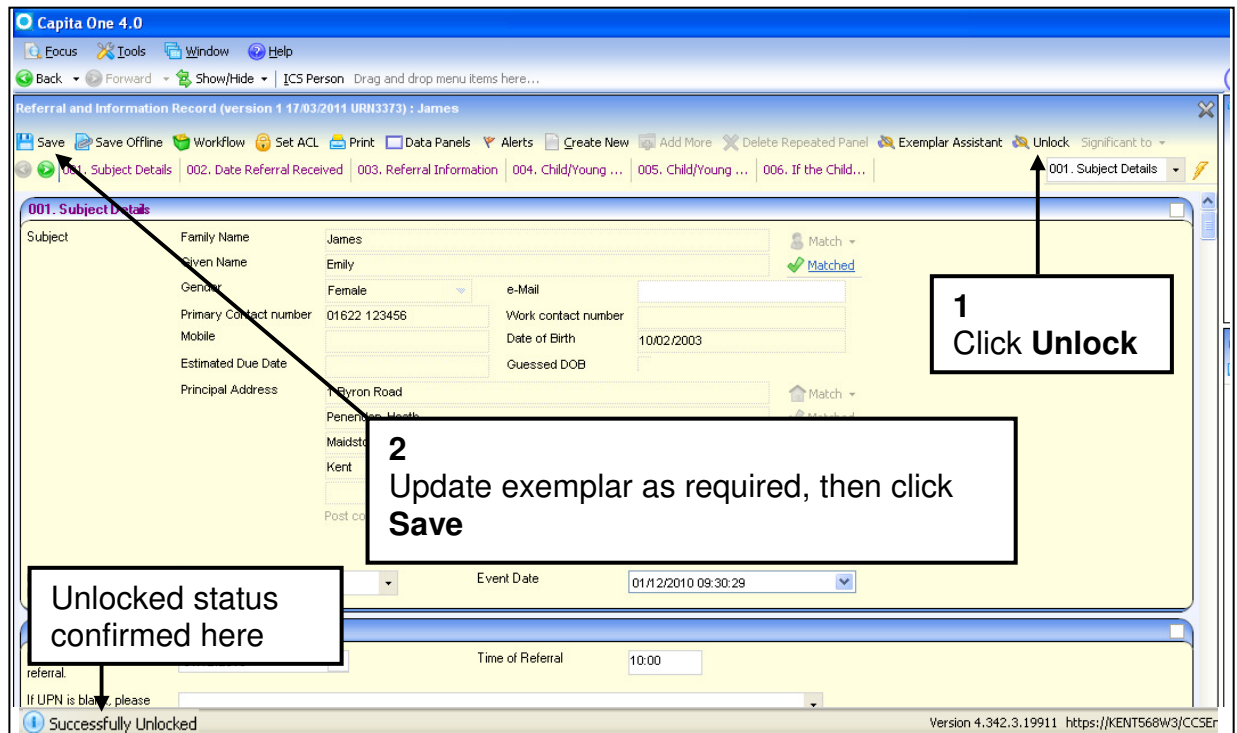 Capita One 4.0
Focus Tools Window Help
Back Forward Show/Hide ICS Person Drag and drop menu items here...
Referral and Information Record (version 1 17/03/2011 URN3373) : James
Save Save Offline Workflow Set ACL Print Data Panels Alerts Create New Add More Delete Repeated Panel Exemplar Assistant Unlock Significant to
001. Subject Details 002. Date Referral Rece 003. Referral Information 004. Child/Young ... 005. Child/Young ... 006. If the Child... 001. Subject Details
001. Subject Details
Subject Family Name James Match
Given Name Emily Matched
Gender Female e-Mail
Primary Contact number 01622 123456 Work contact number
Mobile Date of Birth 10/02/2003
Estimated Due Date Guessed DOB
Principal Address 1 Byron Road Match
Kent
Post co
1
Click Unlock
2
Update exemplar as required, then click
Save
Event Date 01/12/2010 09:30:29
Unlocked status
confirmed here
referral. Time of Referral 10:00
If UPN is blank, please
Successfully Unlocked Version 4.342.3.19911 https://KENT568W3/CCSEr